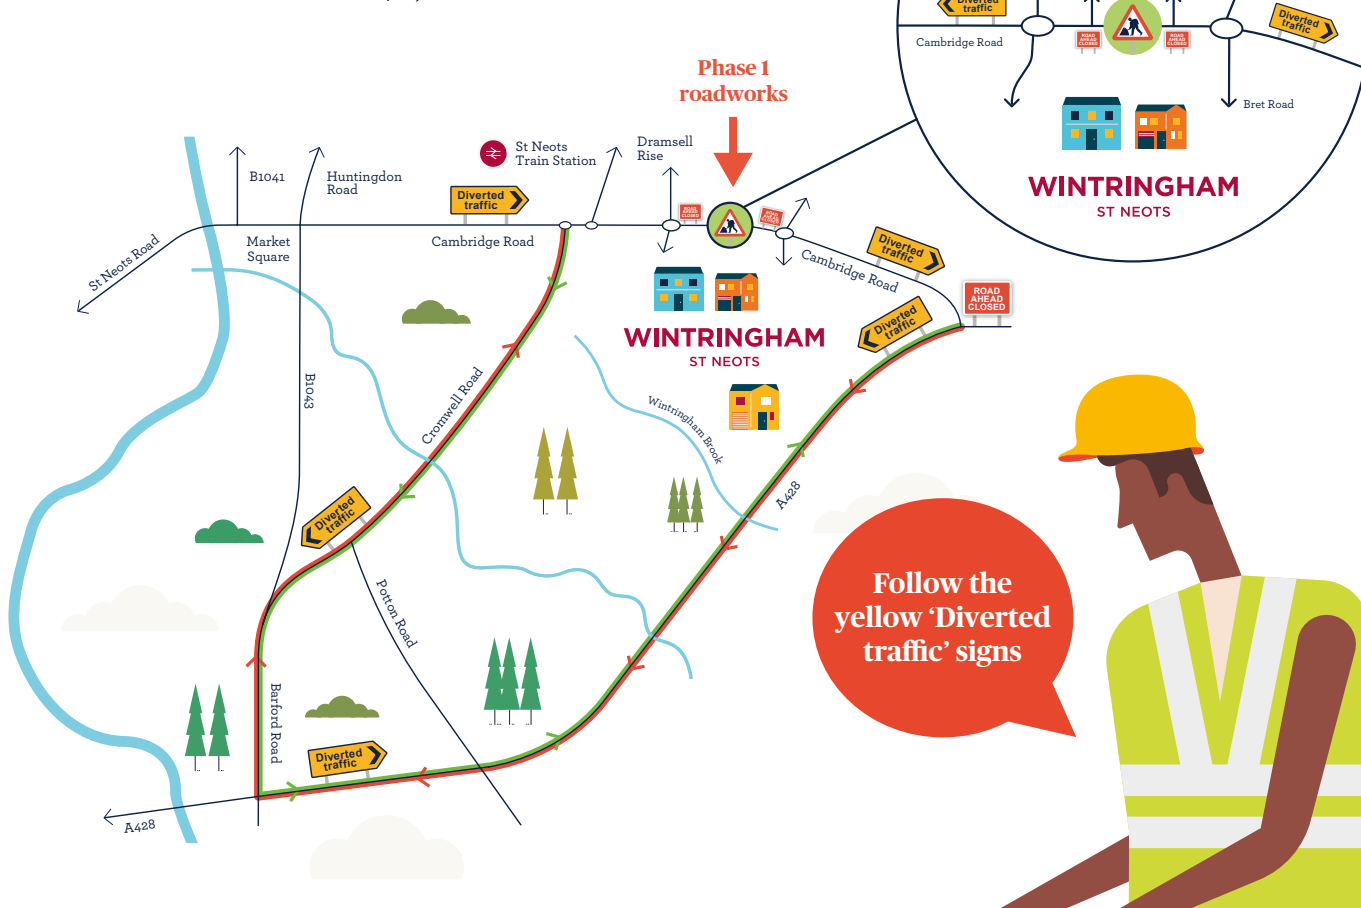 Diverted
traffic
Cambridge Road
ROAD
AHEAD
CLOSED
ROAD
AHEAD
CLOSED
Diverted
traffic
Bret Road
WINTRINGHAM
ST NEOTS
Phase 1
roadworks
St Neots
Train Station
Dramsell
Rise
B1041
Huntingdon
Road
Diverted
traffic
ROAD
AHEAD
CLOSED
ROAD
AHEAD
CLOSED
St Neots Road
Market
Square
Cambridge Road
Cambridge Road
Diverted
traffic
ROAD
AHEAD
CLOSED
Diverted
traffic
WINTRINGHAM
ST NEOTS
B1043
Cromwell Road
Wintringham Brook
A428
Diverted
traffic
Potton Road
Follow the
yellow ‘Diverted
traffic’ signs
Barford Road
Diverted
traffic
A428